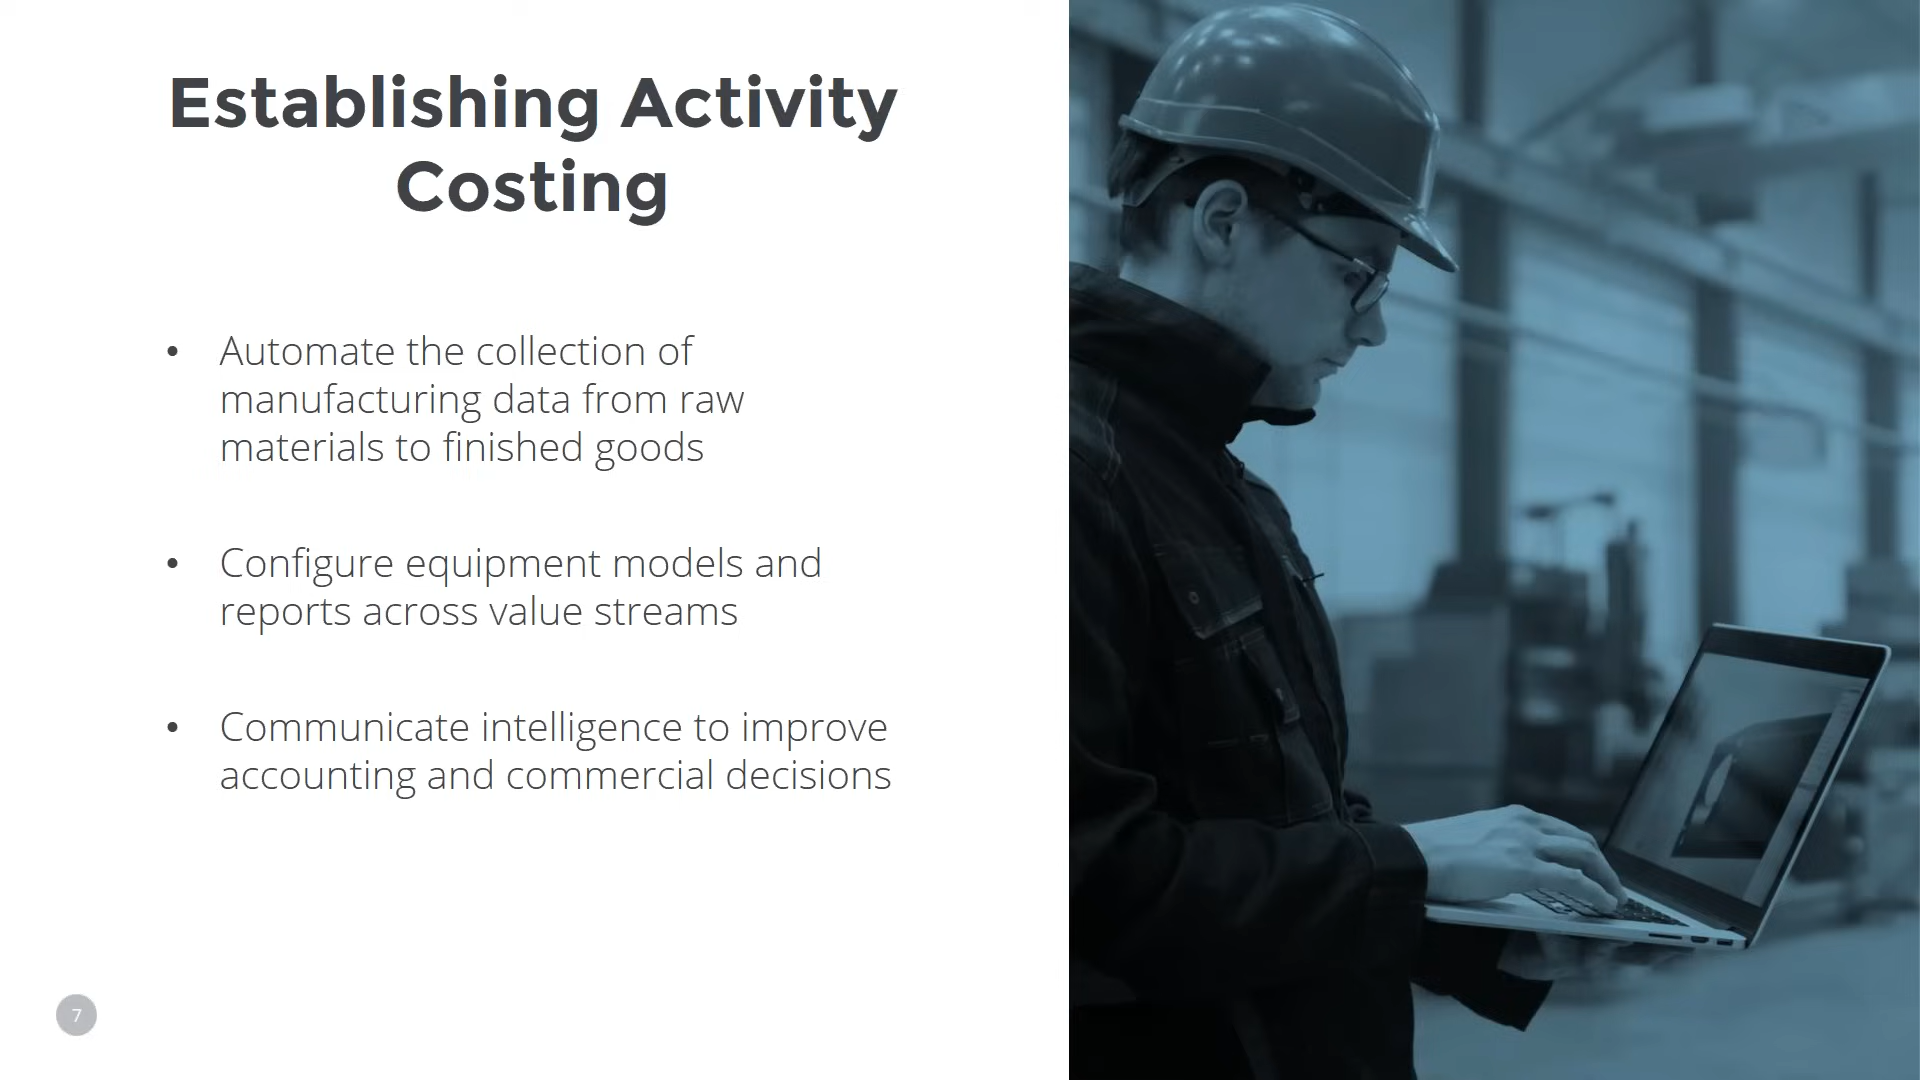 Establishing Activity
Costing
• Automate the collection of
manufacturing data from raw
materials to finished goods
• Configure equipment models and
reports across value streams
• Communicate intelligence to improve
accounting and commercial decisions
7